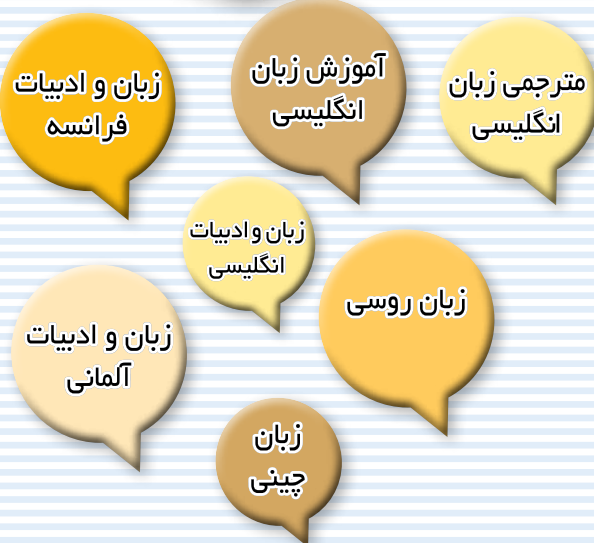 مترجمی زبان
انگلیسی
آموزش زبان
انگلیسی
زبان و ادبیات
فرانسه
زبان و ادبیات
انگلیسی
زبان روسی
زبان و ادبیات
آلمانی
زبان
چینی